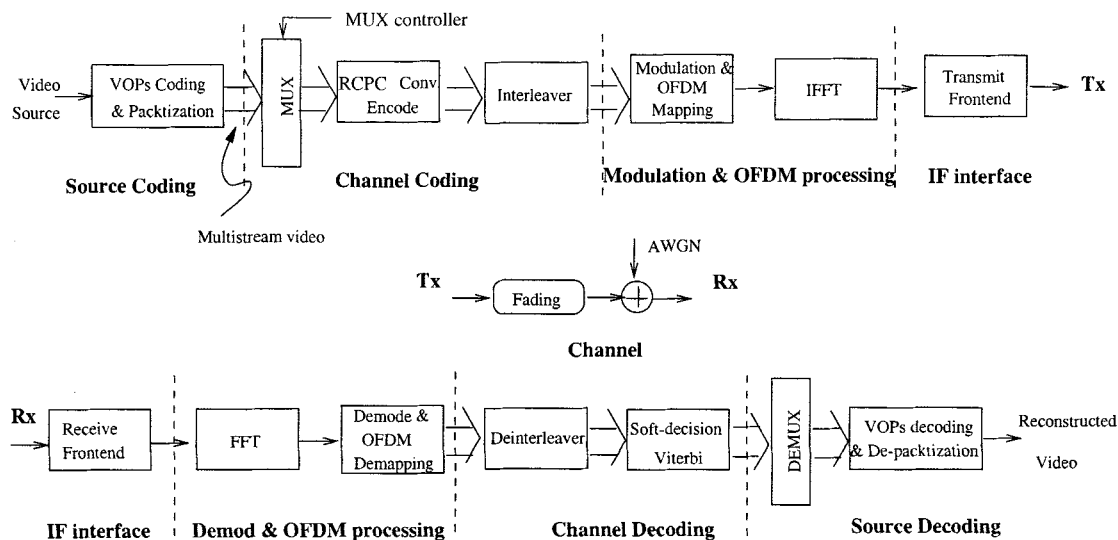 MUX controller
Video
Source
VOPs Coding
& Packtization
MUX
RCPC Conv
Encode
Interleaver
Modulation &
OFDM
Mapping
IFFT
Transmit
Frontend
Tx
Source Coding
Channel Coding
Modulation & OFDM processing
IF interface
Multistream video
AWGN
Tx
Fading
Rx
Channel
Rx
Receive
Frontend
FFT
Demode &
OFDM
Demapping
Deinterleaver
Soft-decision
Viterbi
DEMUX
VOPs decoding
& De-packtization
Reconstructed
Video
IF interface
Demod & OFDM processing
Channel Decoding
Source Decoding